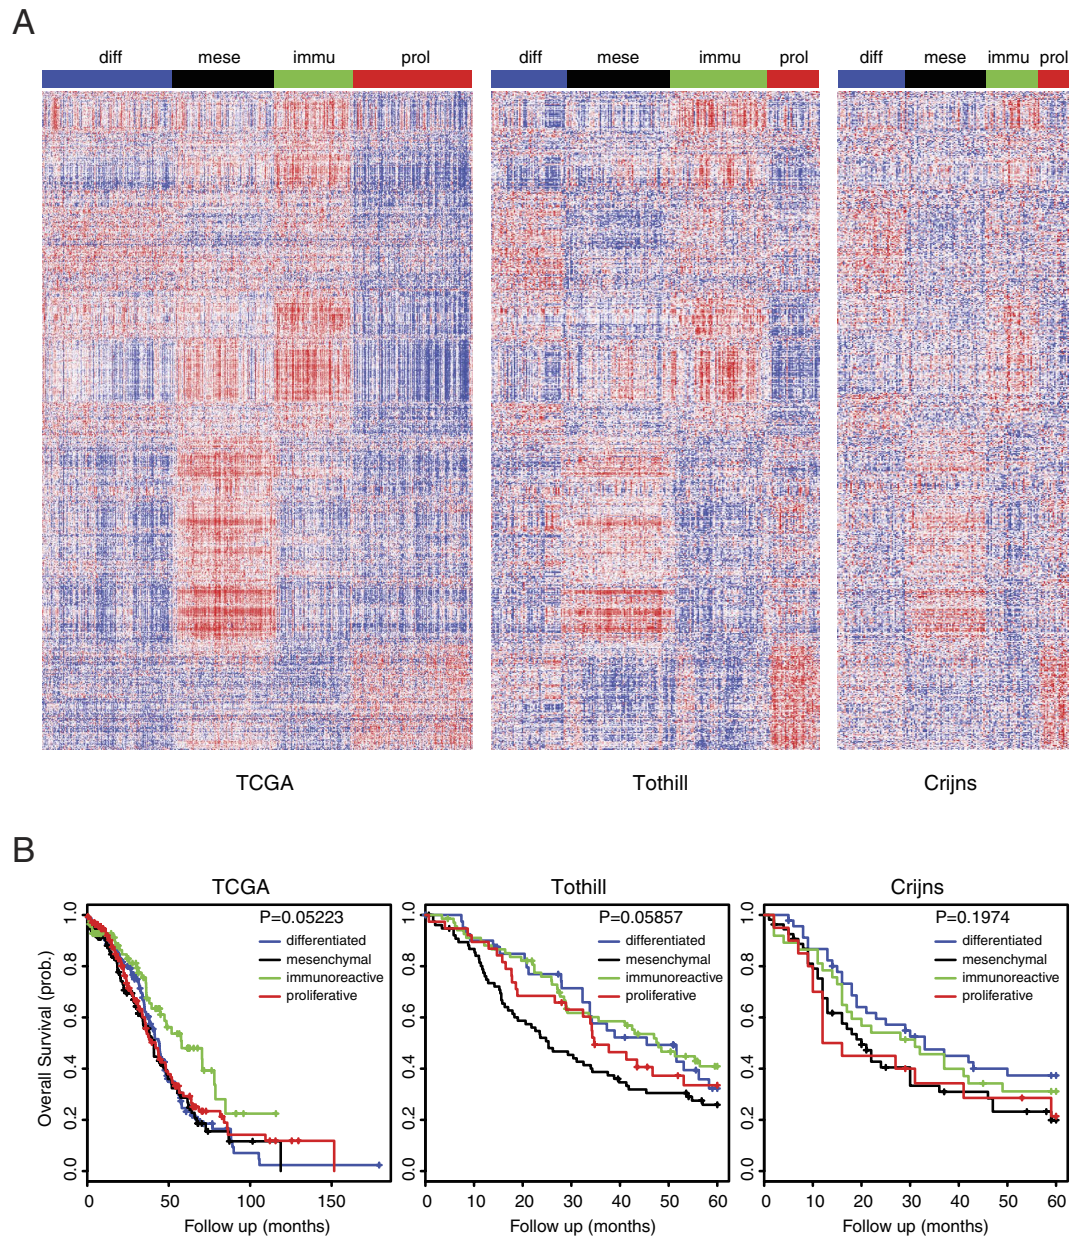 A
diff mese immu prol diff mese immu prol diff mese immu prol
TCGA Tothill Crijns
B
TCGA Tothill Crijns
Overall Survival (prob.)
0.0 0.2 0.4 0.6 0.8 1.0
P=0.05223
differentiated
mesenchymal
immunoreactive
proliferative
0 50 100 150
Follow up (months)
0.0 0.2 0.4 0.6 0.8 1.0
P=0.05857
differentiated
mesenchymal
immunoreactive
proliferative
0 10 20 30 40 50 60
Follow up (months)
0.0 0.2 0.4 0.6 0.8 1.0
P=0.1974
differentiated
mesenchymal
immunoreactive
proliferative
0 10 20 30 40 50 60
Follow up (months)